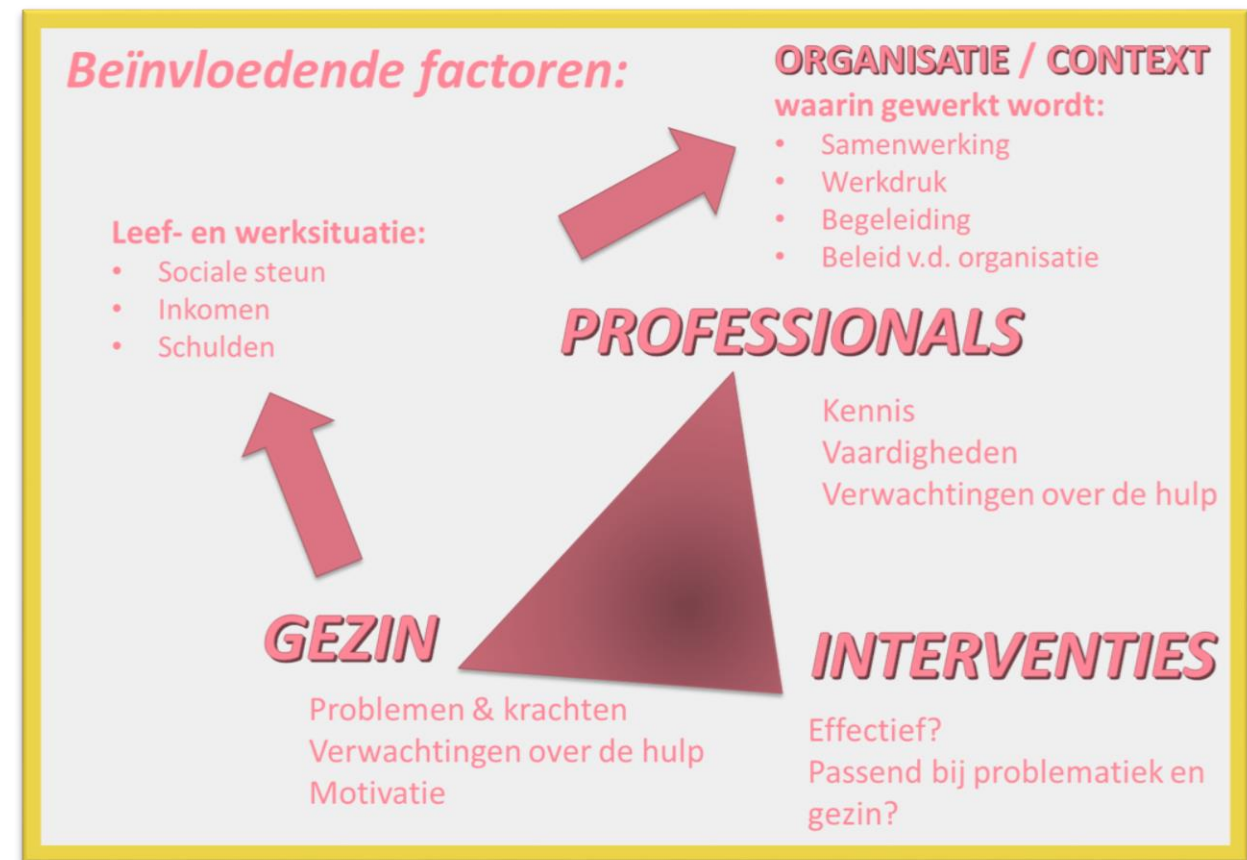 Beïnvloedende factoren:
ORGANISATIE / CONTEXT
waarin gewerkt wordt:
• Samenwerking
• Werkdruk
• Begeleiding
• Beleid v.d. organisatie
Leef- en werksituatie:
• Sociale steun
• Inkomen
• Schulden
PROFESSIONALS
Kennis
Vaardigheden
Verwachtingen over de hulp
GEZIN
Problemen & krachten
Verwachtingen over de hulp
Motivatie
INTERVENTIES
Effectief?
Passend bij problematiek en
gezin?